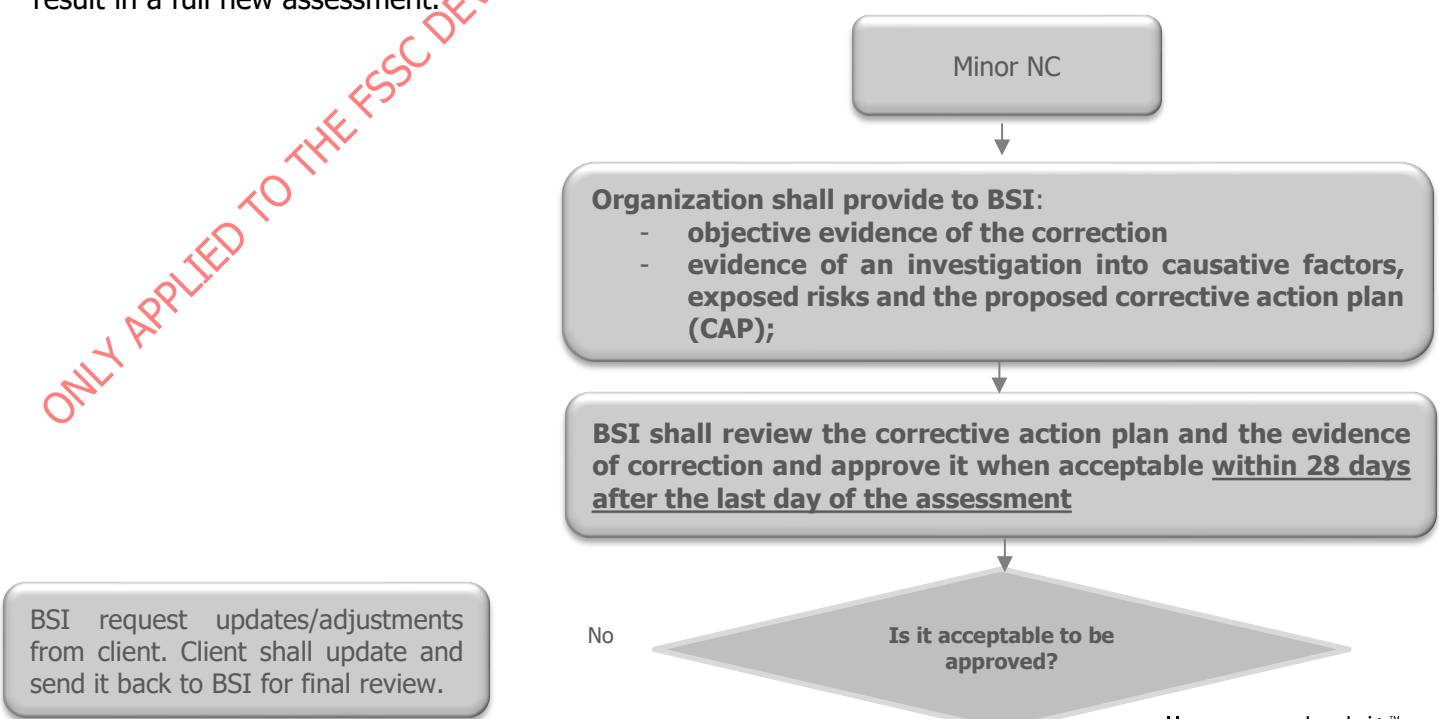 result in a full new assessment.
ONLY APPLIED TO THE FSSC DEV
Minor NC
Organization shall provide to BSI:
- objective evidence of the correction
- evidence of an investigation into causative factors,
exposed risks and the proposed corrective action plan
(CAP);
BSI shall review the corrective action plan and the evidence
of correction and approve it when acceptable within 28 days
after the last day of the assessment
BSI request updates/adjustments
from client. Client shall update and
send it back to BSI for final review.
No
Is it acceptable to be
approved?